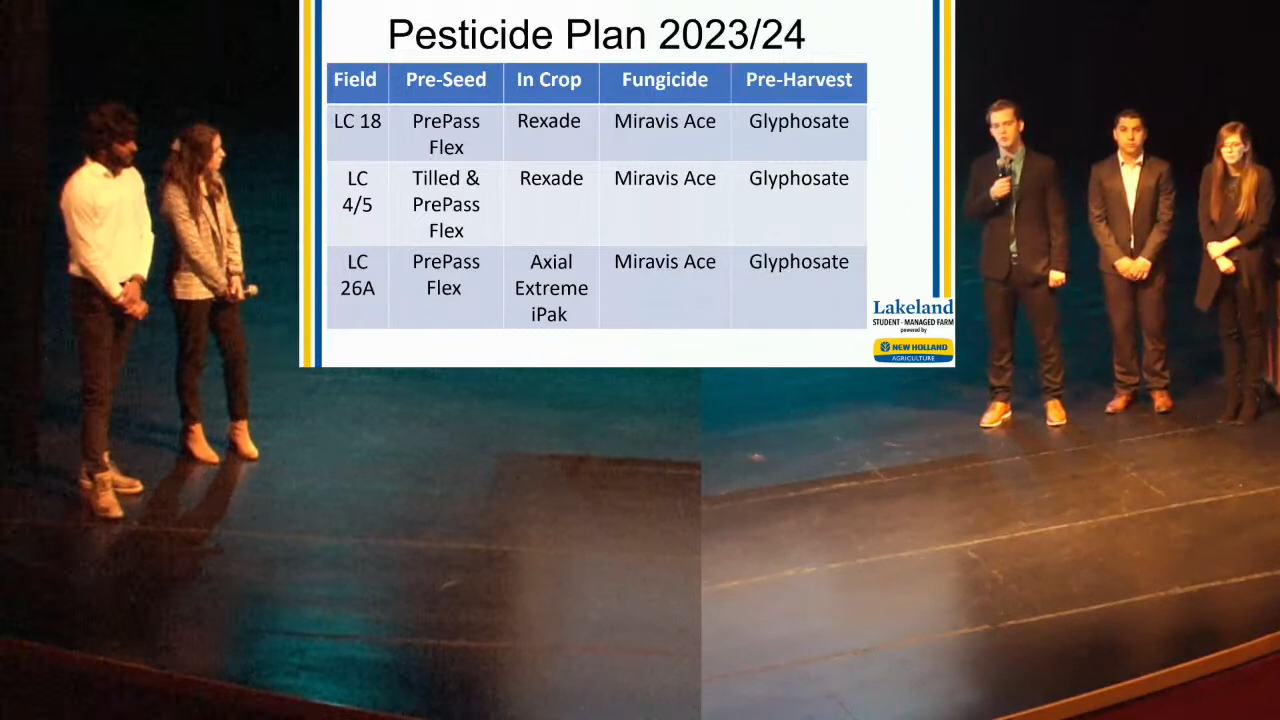 Pesticide Plan 2023/24
Field Pre-Seed In Crop Fungicide Pre-Harvest
LC 18 PrePass Rexade Miravis Ace Glyphosate
Flex
LC Tilled & Rexade Miravis Ace Glyphosate
4/5 PrePass
Flex
LC PrePass Axial Miravis Ace Glyphosate
26A Flex Extreme
iPak
Lakeland
STUDENT-MANAGED FARM
powered by
NEW HOLLAND
AGRICULTURE